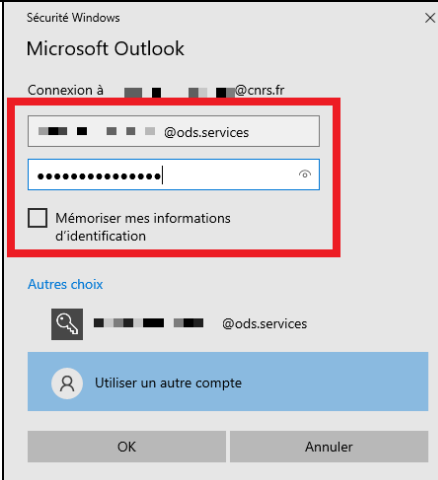 Sécurité Windows
Microsoft Outlook
Connexion à @cnrs.fr
@ods.services
Mémoriser mes informations
d'identification
Autres choix
@ods.services
Utiliser un autre compte
OK
Annuler